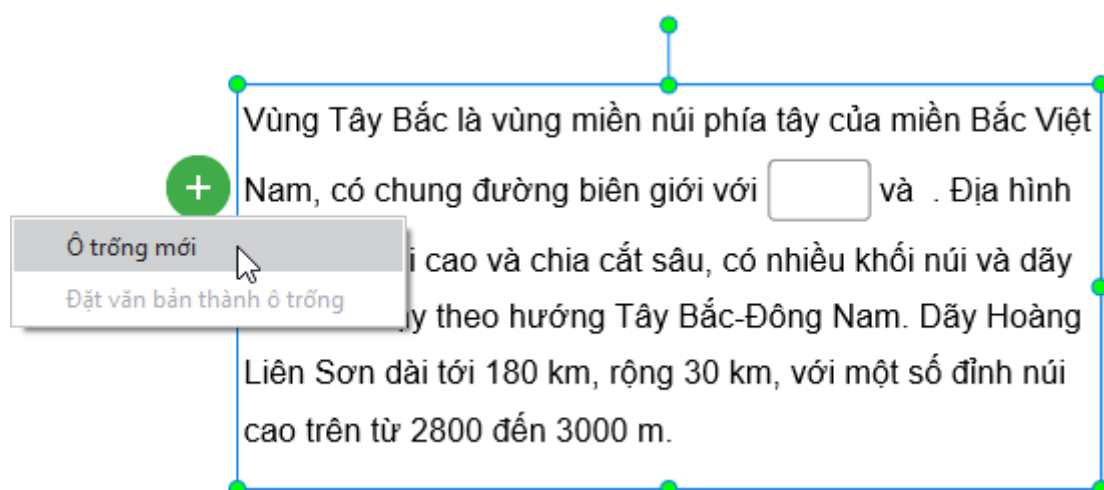 Vùng Tây Bắc là vùng miền núi phía tây của miền Bắc Việt
Nam, có chung đường biên giới với và . Địa hình
Ô trống mới
i cao và chia cắt sâu, có nhiều khối núi và dãy
Đặt văn bản thành ô trống
y theo hướng Tây Bắc-Đông Nam. Dãy Hoàng
Liên Sơn dài tới 180 km, rộng 30 km, với một số đỉnh núi
cao trên từ 2800 đến 3000 m.